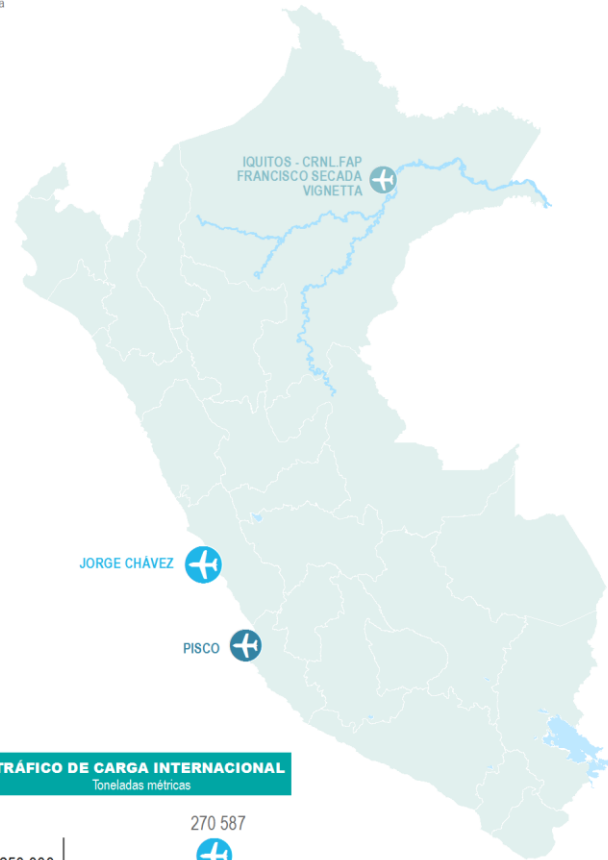 IQUITOS - CRNL.FAP
FRANCISCO SECADA
VIGNETTA
JORGE CHÁVEZ
PISCO
TRÁFICO DE CARGA INTERNACIONAL
Toneladas métricas
270 587